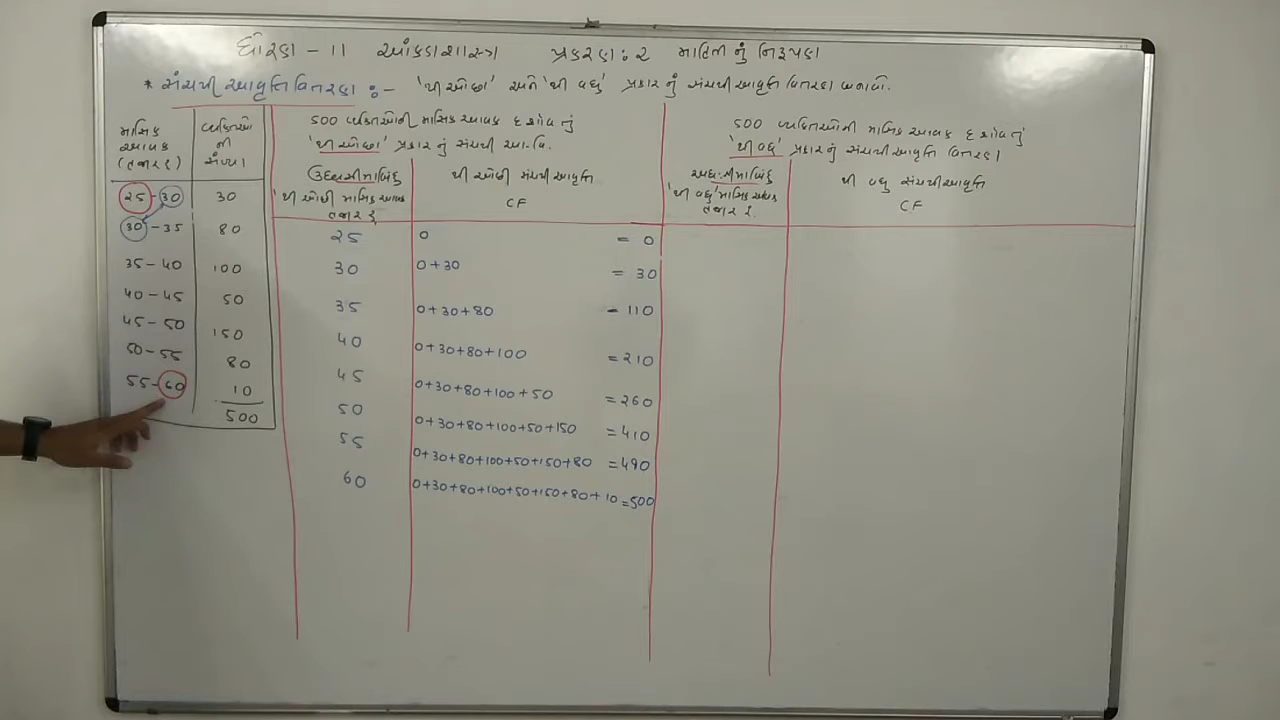 ધોરણ - 11 આંકડાશાસ્ત્ર પ્રકરણ : ૨ માહિતીનું નિરૂપણ
* સંચયી આવૃત્તિ વિતરણ :- 'થી ઓછા' અને 'થી વધુ' પ્રકારનું સંચયી આવૃત્તિ વિતરણ બનાવો.
માસિક આવક (હજાર રૂ.)
વ્યક્તિઓની સંખ્યા
25 - 30 30
30 - 35 80
35 - 40 100
40 - 45 50
45 - 50 150
50 - 55 80
55 - 60 10
500
500 વ્યક્તિઓની માસિક આવક દર્શાવતું
'થી ઓછા' પ્રકારનું સંચયી આ.વિ.
ઉર્ધ્વસીમાબિંદુ
'થી ઓછી' માસિક આવક
હજાર રૂ.
થી ઓછી સંચયી આવૃત્તિ
CF
25 0 = 0
30 0+30 = 30
35 0+30+80 = 110
40 0+30+80+100 =210
45 0+30+80+100+50 =260
50 0+30+80+100+50+150 =410
55 0+30+80+100+50+150+80 =490
60 0+30+80+100+50+150+80+10 =500
500 વ્યક્તિઓની માસિક આવક દર્શાવતું
'થી વધુ' પ્રકારનું સંચયી આવૃત્તિ વિતરણ
અધઃસીમાબિંદુ
'થી વધુ' માસિક આવક
હજાર રૂ.
થી વધુ સંચયી આવૃત્તિ
CF